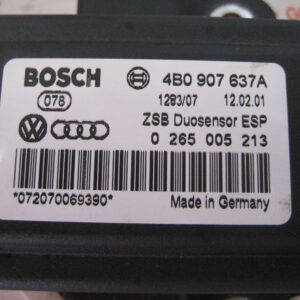 BOSCH 4B0 907 637A
078 1293/07 12.02.01
ZSB Duosensor ESP
0 265 005 213
*072070069390* Made in Germany